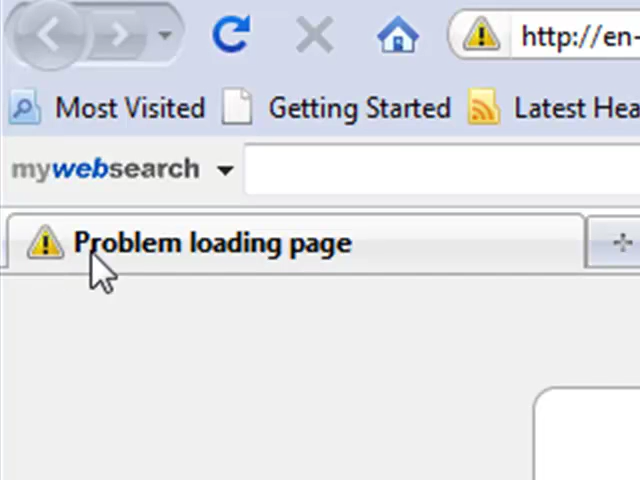 http://en-
Most Visited Getting Started Latest Hea
mywebsearch
Problem loading page